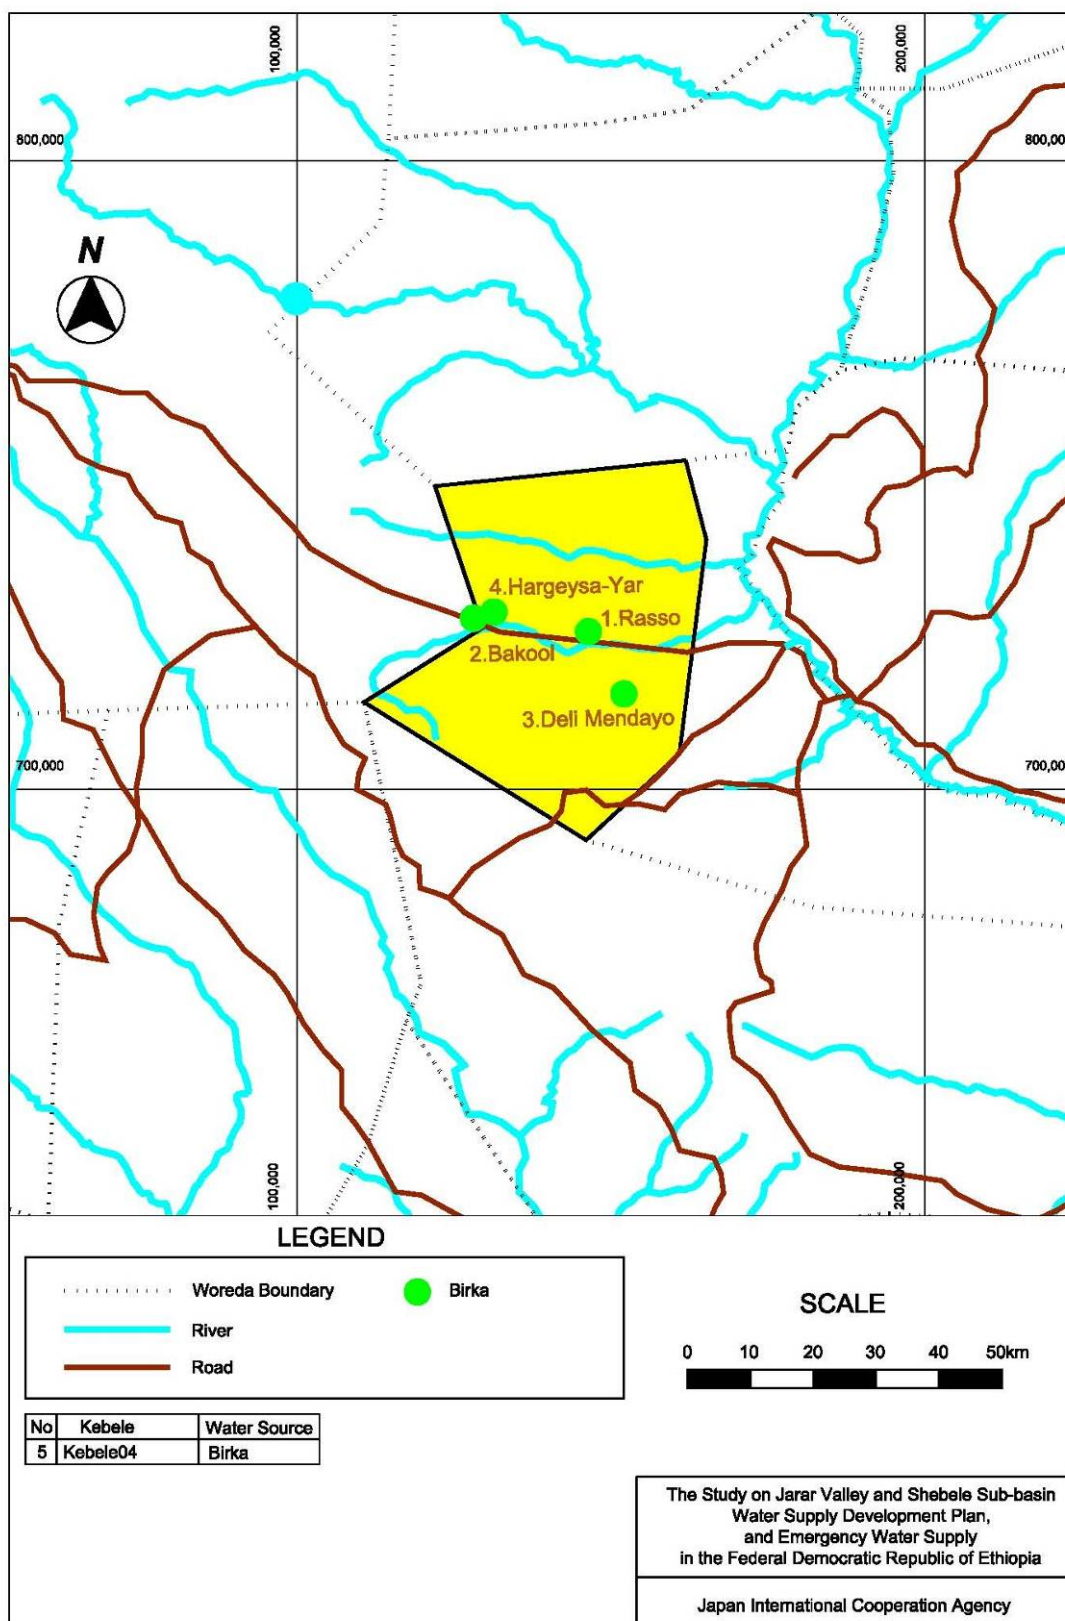 100,000
200,000
800,000
800,00
N
4.Hargeysa-Yar
1.Rasso
2.Bakool
3.Deli Mendayo
700,000
700,00
100,000
200,000
LEGEND
Woreda Boundary
Birka
River
Road
SCALE
0 10 20 30 40 50km
No Kebele Water Source
5 Kebele04 Birka
The Study on Jarar Valley and Shebele Sub-basin
Water Supply Development Plan,
and Emergency Water Supply
in the Federal Democratic Republic of Ethiopia
Japan International Cooperation Agency